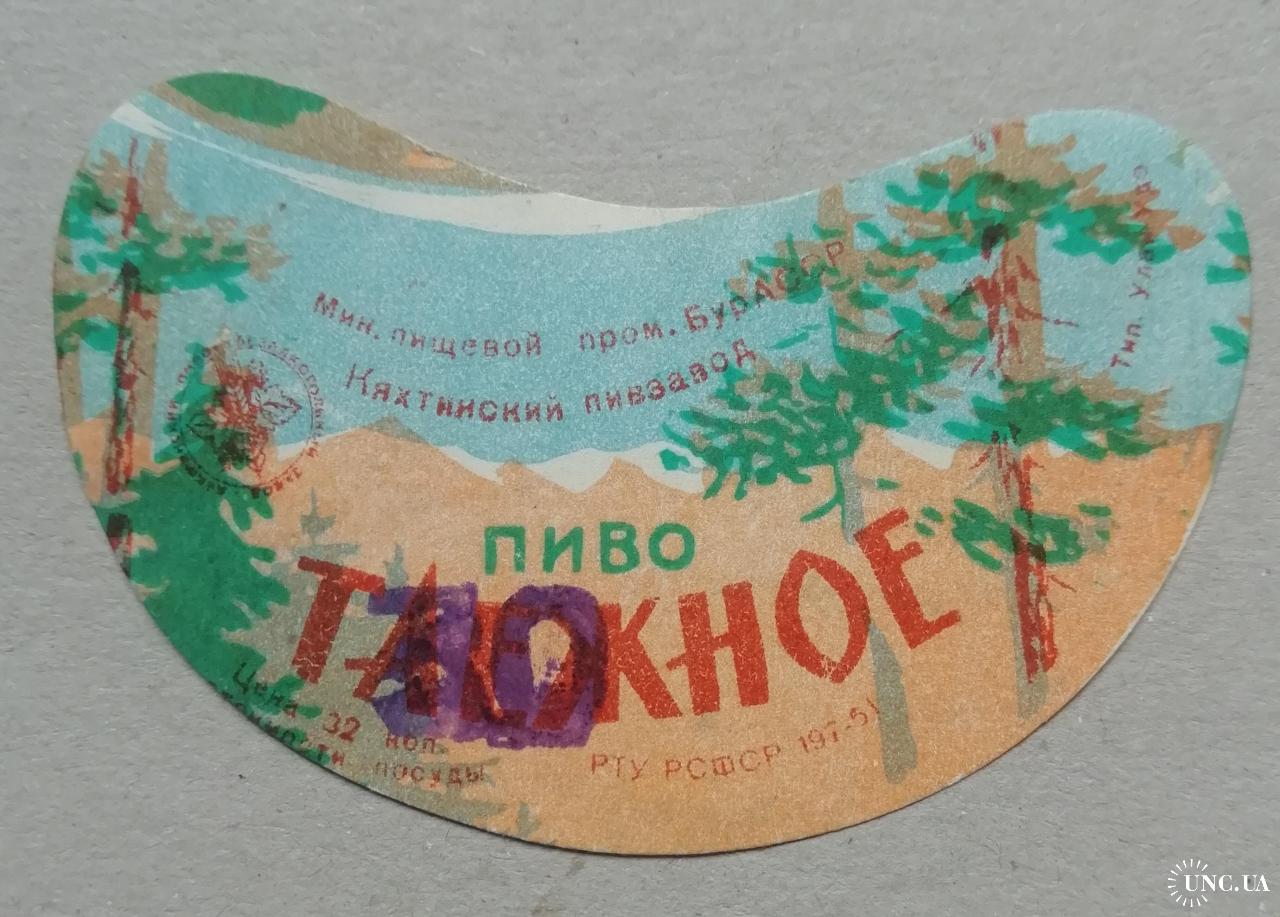 Мин. пищевой пром. БурАССР
Кяхтинский пивзавод
Тип. Улан-Удэ
ПИВО
ТАЕЖНОЕ
Цена 32 коп.
посуды
РТУ РСФСР 197-51
UNC.UA